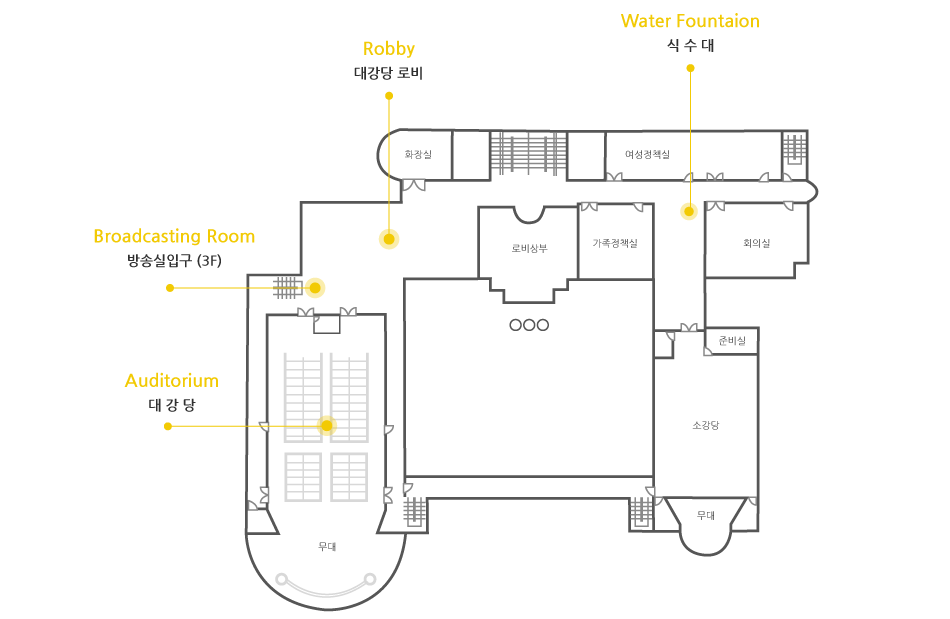 Water Fountaion
식 수 대
Robby
대강당 로비
화장실
여성정책실
Broadcasting Room
방송실입구 (3F)
로비상부
가족정책실
회의실
준비실
Auditorium
대 강 당
소강당
무대
무대